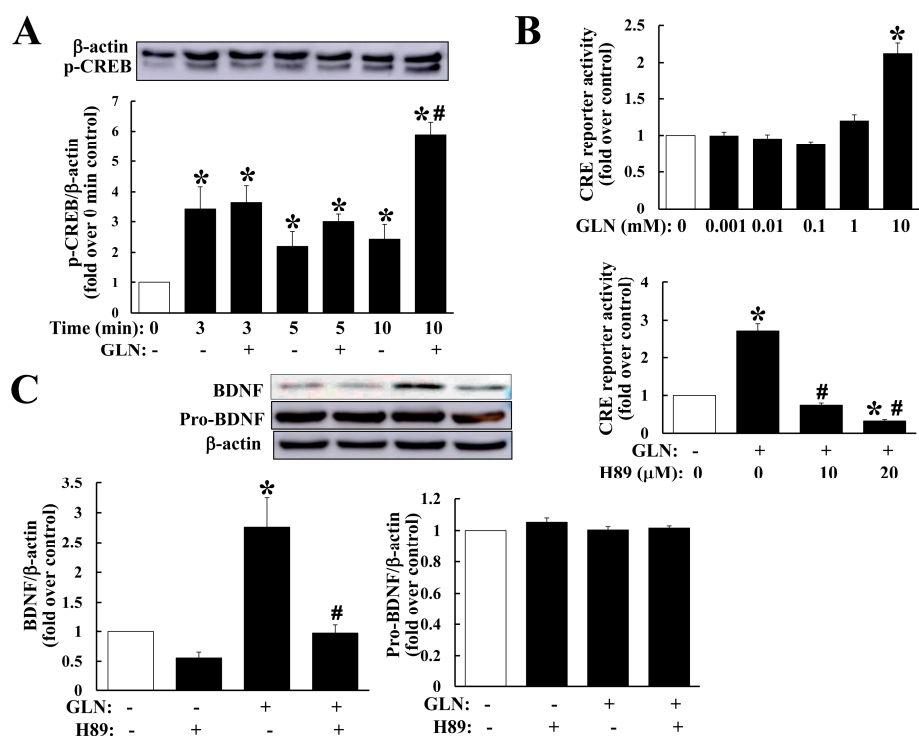 A
β-actin
p-CREB
p-CREB/β-actin
(fold over 0 min control)
7
6
5
4
3
2
1
0
* * * * * *#
Time (min): 0 3 3 5 5 10 10
GLN: - - + - + - +
B
CRE reporter activity
(fold over control)
2.5
2
1.5
1
0.5
0
*
GLN (mM): 0 0.001 0.01 0.1 1 10
CRE reporter activity
(fold over control)
4
3
2
1
0
* # * #
GLN: - + + +
H89 (μM): 0 0 10 20
C
BDNF
Pro-BDNF
β-actin
BDNF/β-actin
(fold over control)
3.5
3
2.5
2
1.5
1
0.5
0
* #
GLN: - - + +
H89: - + - +
Pro-BDNF/β-actin
(fold over control)
1.2
1
0.8
0.6
0.4
0.2
0
GLN: - - + +
H89: - + - +